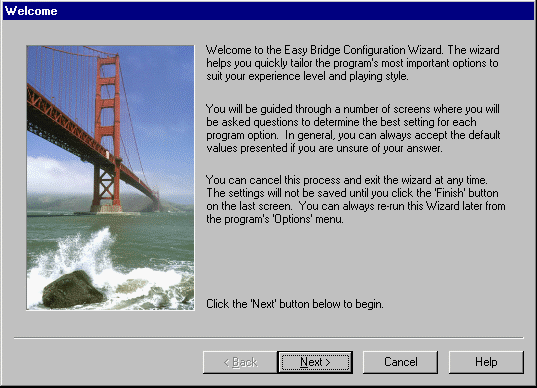 Welcome
Welcome to the Easy Bridge Configuration Wizard. The wizard
helps you quickly tailor the program's most important options to
suit your experience level and playing style.
You will be guided through a number of screens where you will
be asked questions to determine the best setting for each
program option. In general, you can always accept the default
values presented if you are unsure of your answer.
You can cancel this process and exit the wizard at any time.
The settings will not be saved until you click the 'Finish' button
on the last screen. You can always re-run this Wizard later from
the program's 'Options' menu.
Click the 'Next' button below to begin.
< Back Next > Cancel Help